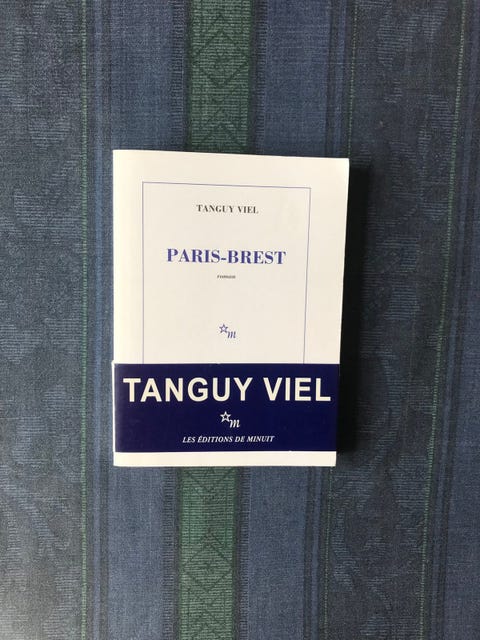 TANGUY VIEL
PARIS-BREST
roman
m
TANGUY VIEL
m
LES ÉDITIONS DE MINUIT